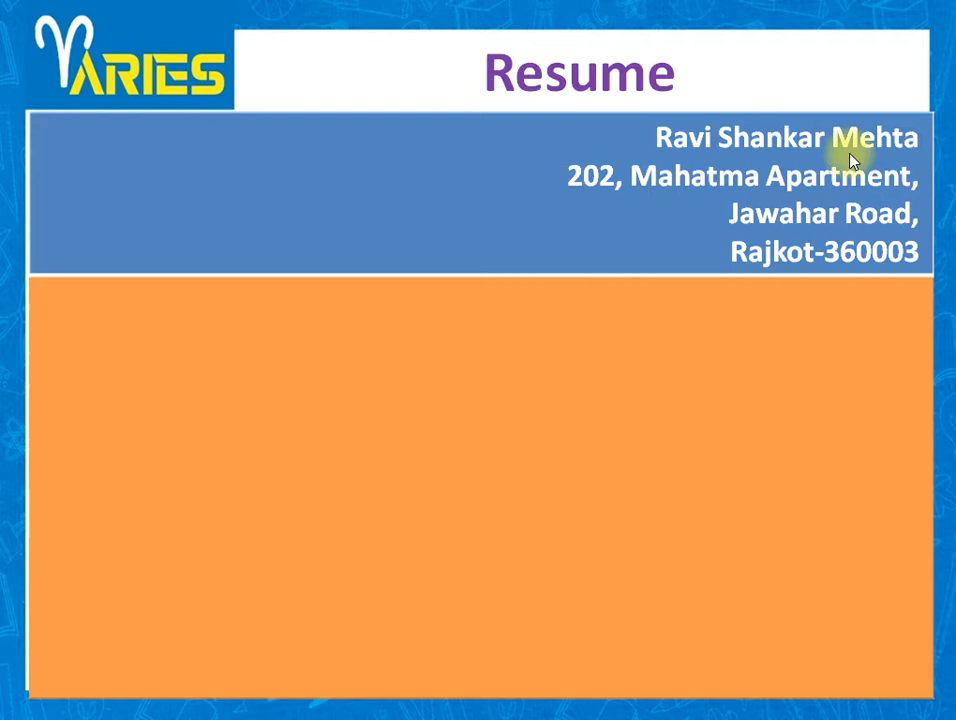 ARIES
Resume
Ravi Shankar Mehta
202, Mahatma Apartment,
Jawahar Road,
Rajkot-360003